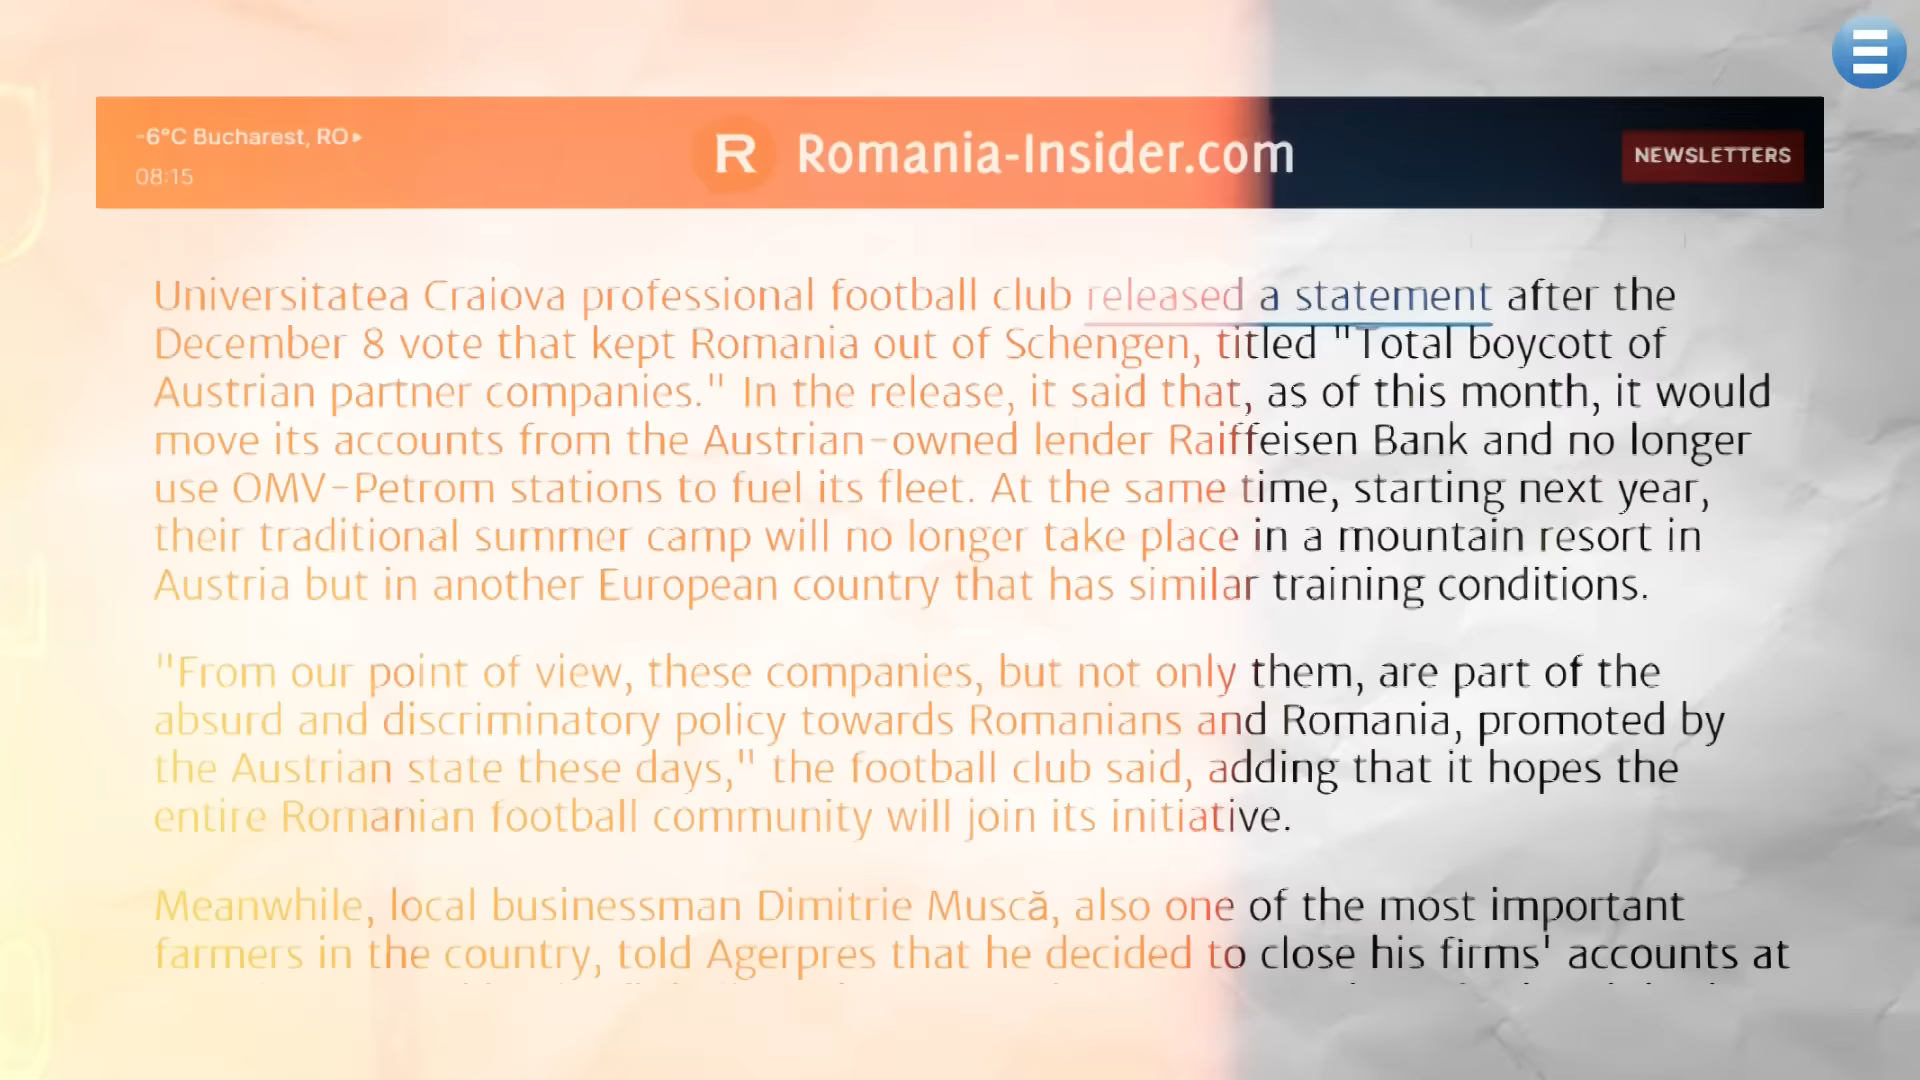 -6°C Bucharest, RO
08:15
R Romania-Insider.com
NEWSLETTERS
Universitatea Craiova professional football club released a statement after the
December 8 vote that kept Romania out of Schengen, titled "Total boycott of
Austrian partner companies." In the release, it said that, as of this month, it would
move its accounts from the Austrian-owned lender Raiffeisen Bank and no longer
use OMV-Petrom stations to fuel its fleet. At the same time, starting next year,
their traditional summer camp will no longer take place in a mountain resort in
Austria but in another European country that has similar training conditions.
"From our point of view, these companies, but not only them, are part of the
absurd and discriminatory policy towards Romanians and Romania, promoted by
the Austrian state these days," the football club said, adding that it hopes the
entire Romanian football community will join its initiative.
Meanwhile, local businessman Dimitrie Muscă, also one of the most important
farmers in the country, told Agerpres that he decided to close his firms' accounts at